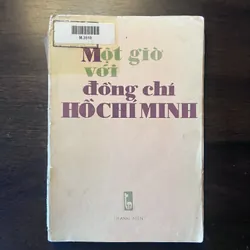 Một giờ
với
đồng chí
HỒ CHÍ MINH